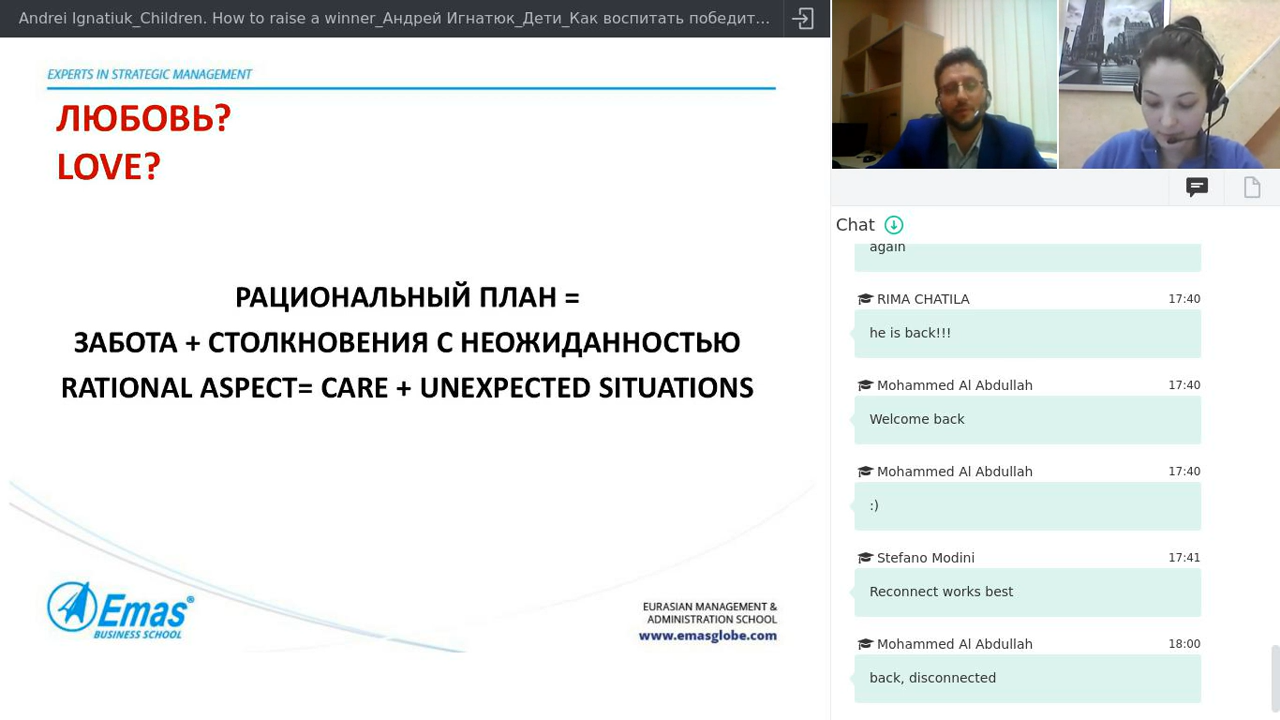 Andrei Ignatiuk_Children. How to raise a winner_Андрей Игнатюк_Дети_Как воспитать победит...
EXPERTS IN STRATEGIC MANAGEMENT
ЛЮБОВЬ?
LOVE?
РАЦИОНАЛЬНЫЙ ПЛАН =
ЗАБОТА + СТОЛКНОВЕНИЯ С НЕОЖИДАННОСТЬЮ
RATIONAL ASPECT= CARE + UNEXPECTED SITUATIONS
Emas®
BUSINESS SCHOOL
EURASIAN MANAGEMENT &
ADMINISTRATION SCHOOL
www.emasglobe.com
Chat
again
RIMA CHATILA 17:40
he is back!!!
Mohammed Al Abdullah 17:40
Welcome back
Mohammed Al Abdullah 17:40
:)
Stefano Modini 17:41
Reconnect works best
Mohammed Al Abdullah 18:00
back, disconnected